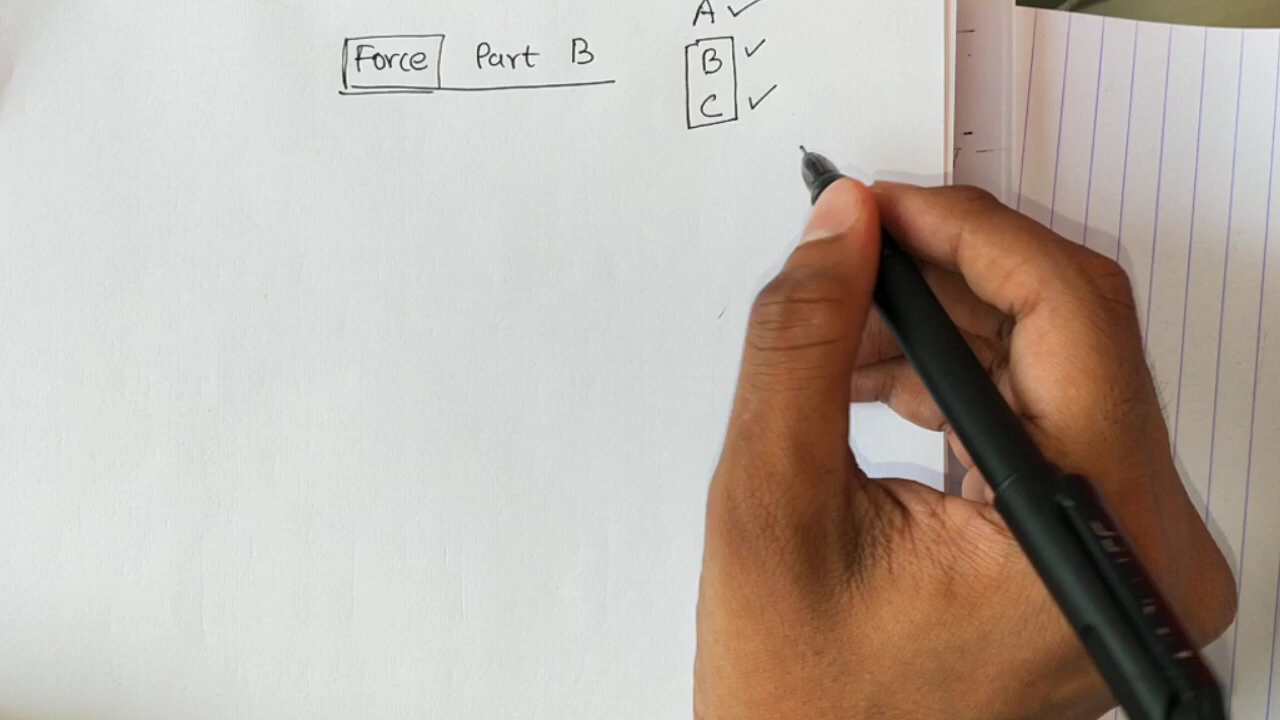 Force Part B
A ✓
B ✓
C ✓